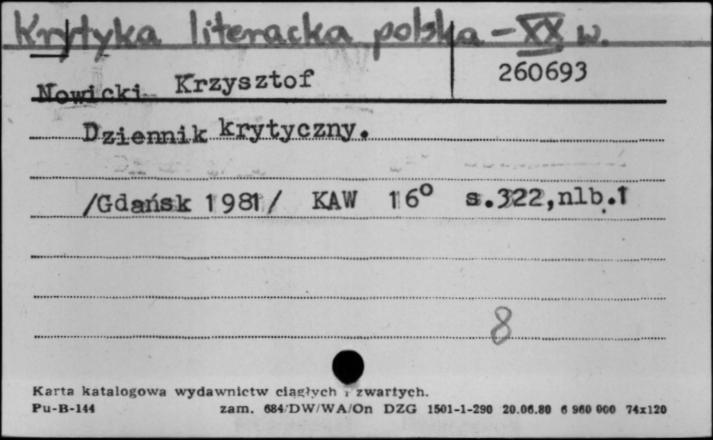 Krytyka literacka polska – XX w.
Nowicki Krzysztof 260693
Dziennik krytyczny.
/Gdańsk 1981/ KAW 16° s.322,nlb.1
8
Karta katalogowa wydawnictw ciągłych i zwartych.
Pu-B-144 zam. 684/DW/WA/On DZG 1501-1-290 20.06.80 6 960 000 74x120